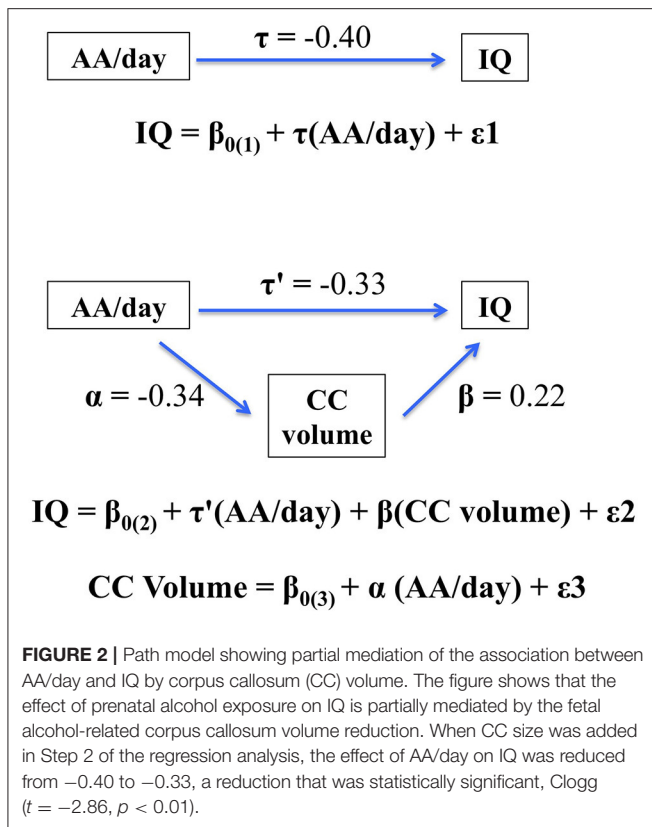 τ = -0.40
AA/day IQ
IQ = β0(1) + τ(AA/day) + ε1
τ' = -0.33
AA/day IQ
α = -0.34 CC volume β = 0.22
IQ = β0(2) + τ'(AA/day) + β(CC volume) + ε2
CC Volume = β0(3) + α (AA/day) + ε3
FIGURE 2 | Path model showing partial mediation of the association between
AA/day and IQ by corpus callosum (CC) volume. The figure shows that the
effect of prenatal alcohol exposure on IQ is partially mediated by the fetal
alcohol-related corpus callosum volume reduction. When CC size was added
in Step 2 of the regression analysis, the effect of AA/day on IQ was reduced
from −0.40 to −0.33, a reduction that was statistically significant, Clogg
(t = −2.86, p < 0.01).